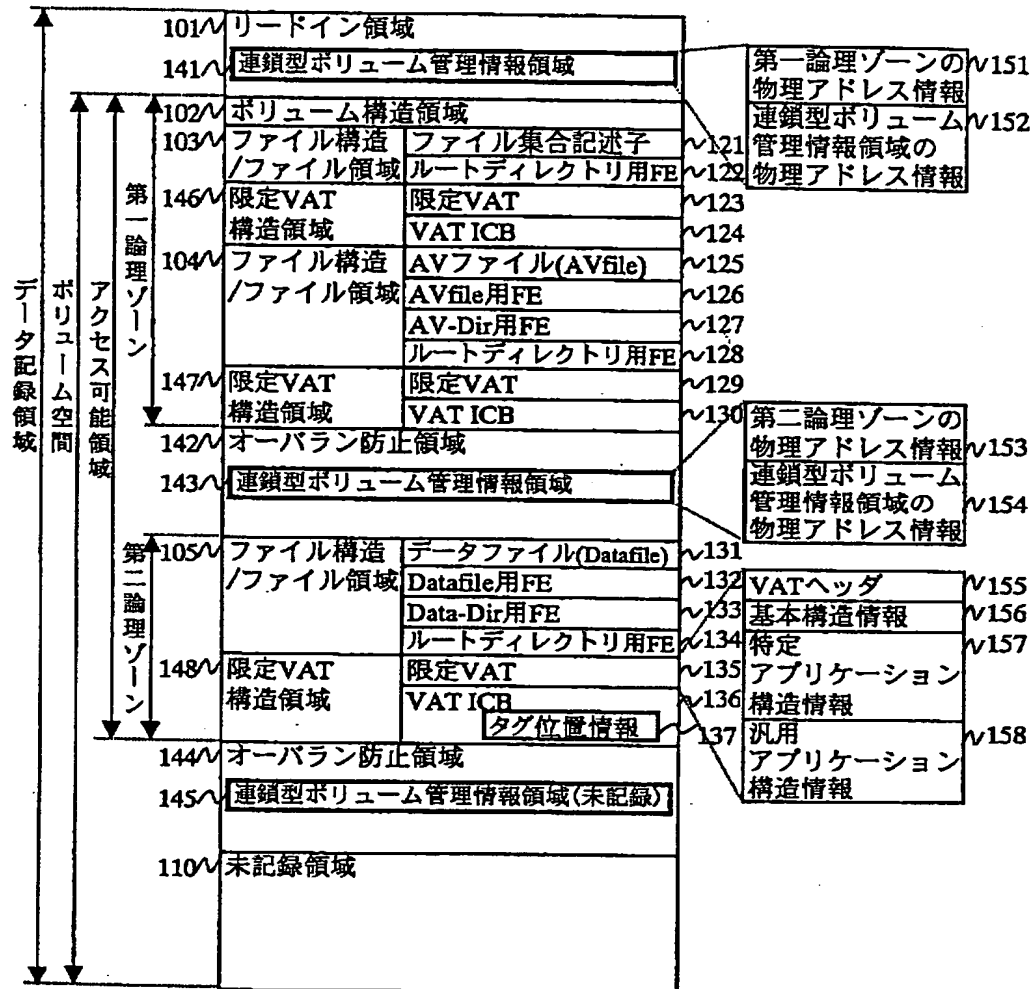 データ記録領域
ボリューム空間
アクセス可能領域
第一論理ゾーン
第二論理ゾーン
101 リードイン領域
141 連鎖型ボリューム管理情報領域
102 ボリューム構造領域
103 ファイル構造
/ファイル領域
ファイル集合記述子 121
ルートディレクトリ用FE 122
146 限定VAT
構造領域
限定VAT 123
VAT ICB 124
104 ファイル構造
/ファイル領域
AVファイル(AVfile) 125
AVfile用FE 126
AV-Dir用FE 127
ルートディレクトリ用FE 128
147 限定VAT
構造領域
限定VAT 129
VAT ICB 130
142 オーバラン防止領域
143 連鎖型ボリューム管理情報領域
105 ファイル構造
/ファイル領域
データファイル(Datafile) 131
Datafile用FE 132
Data-Dir用FE 133
ルートディレクトリ用FE 134
148 限定VAT
構造領域
限定VAT 135
VAT ICB 136
タグ位置情報 137
144 オーバラン防止領域
145 連鎖型ボリューム管理情報領域(未記録)
110 未記録領域
第一論理ゾーンの 151
物理アドレス情報
連鎖型ボリューム 152
管理情報領域の
物理アドレス情報
第二論理ゾーンの
物理アドレス情報 153
連鎖型ボリューム
管理情報領域の 154
物理アドレス情報
VATヘッダ 155
基本構造情報 156
特定 157
アプリケーション
構造情報
汎用 158
アプリケーション
構造情報